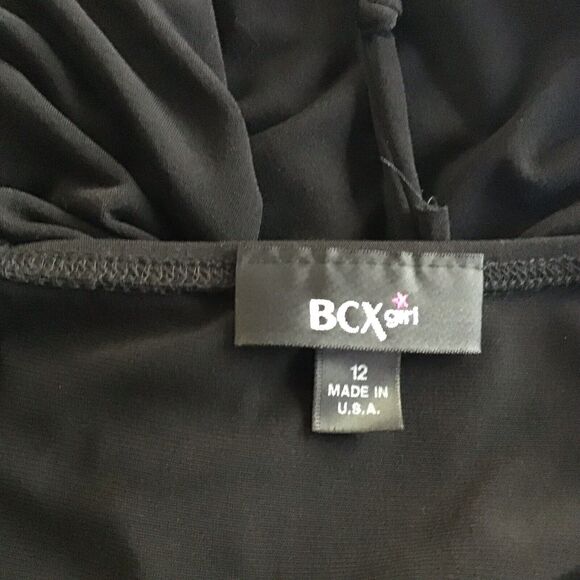 BCX girl
12
MADE IN
U.S.A.